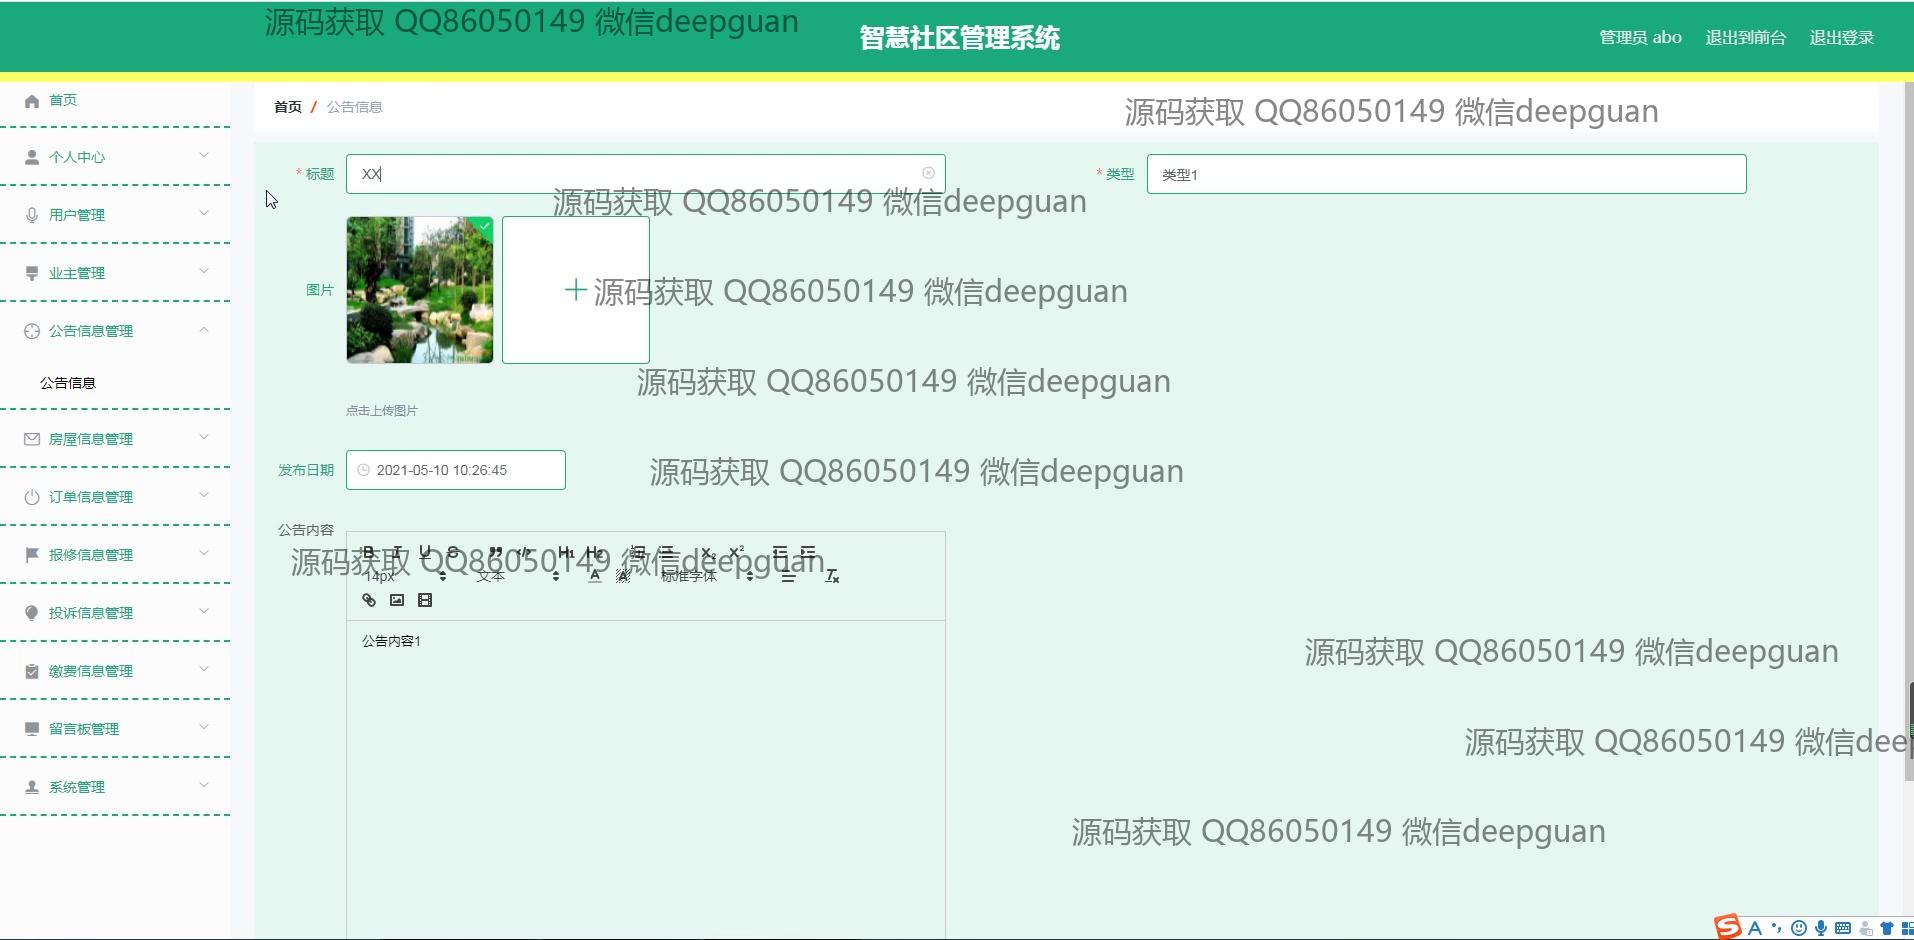 源码获取 QQ86050149 微信deepguan
智慧社区管理系统
管理员 abo 退出到前台 退出登录
首页
首页 / 公告信息
源码获取 QQ86050149 微信deepguan
个人中心
* 标题 XX
* 类型 类型1
源码获取 QQ86050149 微信deepguan
用户管理
业主管理
图片
源码获取 QQ86050149 微信deepguan
公告信息管理
公告信息
源码获取 QQ86050149 微信deepguan
点击上传图片
房屋信息管理
发布日期 2021-05-10 10:26:45
源码获取 QQ86050149 微信deepguan
订单信息管理
公告内容
B I U S H1 H2 X2 X2
源码获取 QQ86050149 微信deepguan
报修信息管理
14px 文本 A A 标准字体 Tx
投诉信息管理
公告内容1
源码获取 QQ86050149 微信deepguan
缴费信息管理
留言板管理
源码获取 QQ86050149 微信dee
系统管理
源码获取 QQ86050149 微信deepguan
S A